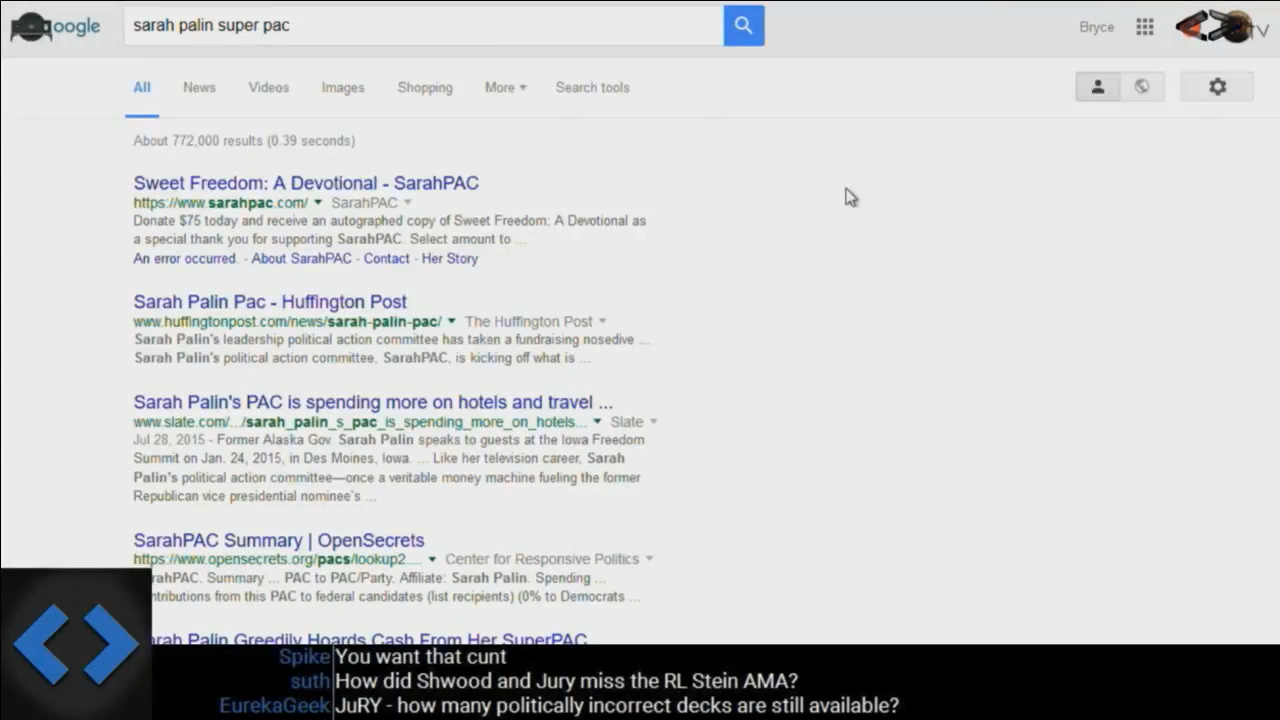 oogle
sarah palin super pac
Bryce
TV
All News Videos Images Shopping More Search tools
About 772,000 results (0.39 seconds)
Sweet Freedom: A Devotional - SarahPAC
https://www.sarahpac.com/ SarahPAC
Donate $75 today and receive an autographed copy of Sweet Freedom: A Devotional as
a special thank you for supporting SarahPAC. Select amount to ...
An error occurred. - About SarahPAC - Contact - Her Story
Sarah Palin Pac - Huffington Post
www.huffingtonpost.com/news/sarah-palin-pac/ The Huffington Post
Sarah Palin's leadership political action committee has taken a fundraising nosedive ...
Sarah Palin's political action committee, SarahPAC, is kicking off what is ...
Sarah Palin's PAC is spending more on hotels and travel ...
www.slate.com/.../sarah_palin_s_pac_is_spending_more_on_hotels... Slate
Jul 28, 2015 - Former Alaska Gov. Sarah Palin speaks to guests at the Iowa Freedom
Summit on Jan. 24, 2015, in Des Moines, Iowa. ... Like her television career, Sarah
Palin's political action committee—once a veritable money machine fueling the former
Republican vice presidential nominee's ...
SarahPAC Summary | OpenSecrets
https://www.opensecrets.org/pacs/lookup2.... Center for Responsive Politics
rahPAC. Summary ... PAC to PAC/Party. Affiliate: Sarah Palin. Spending ...
ntributions from this PAC to federal candidates (list recipients) (0% to Democrats ...
arah Palin Greedily Hoards Cash From Her SuperPAC
Spike You want that cunt
suth How did Shwood and Jury miss the RL Stein AMA?
EurekaGeek JuRY - how many politically incorrect decks are still available?